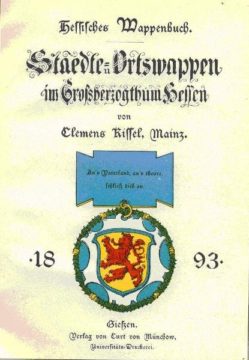 Hessisches Wappenbuch.
Staedte- u. Ortswappen
im Großherzogthum Hessen
von
Clemens Kissel, Mainz.
An's Vaterland, an's theure,
schließ dich an
·18 93·
Gießen.
Verlag von Curt von Münchow.
Universitäts-Druckerei.